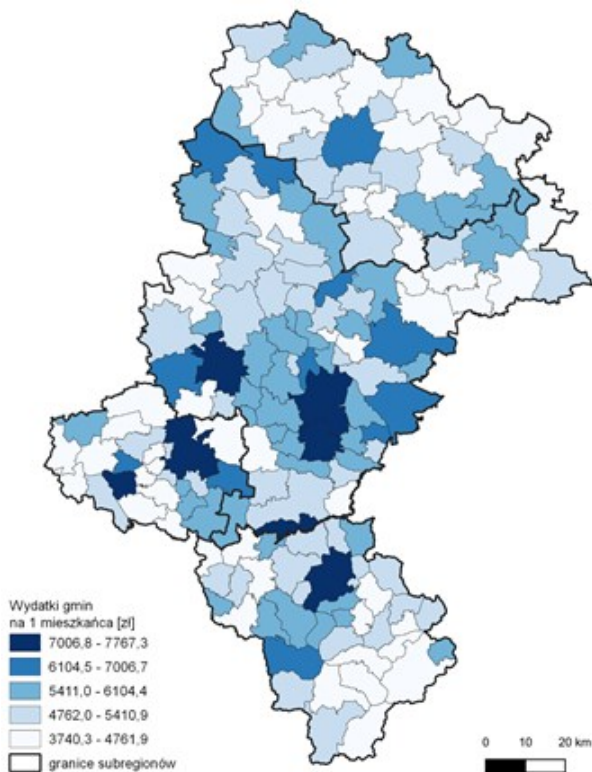 Wydatki gmin
na 1 mieszkańca [zł]
7006,8 - 7767,3
6104,5 - 7006,7
5411,0 - 6104,4
4762,0 - 5410,9
3740,3 - 4761,9
granice subregionów
0 10 20 km